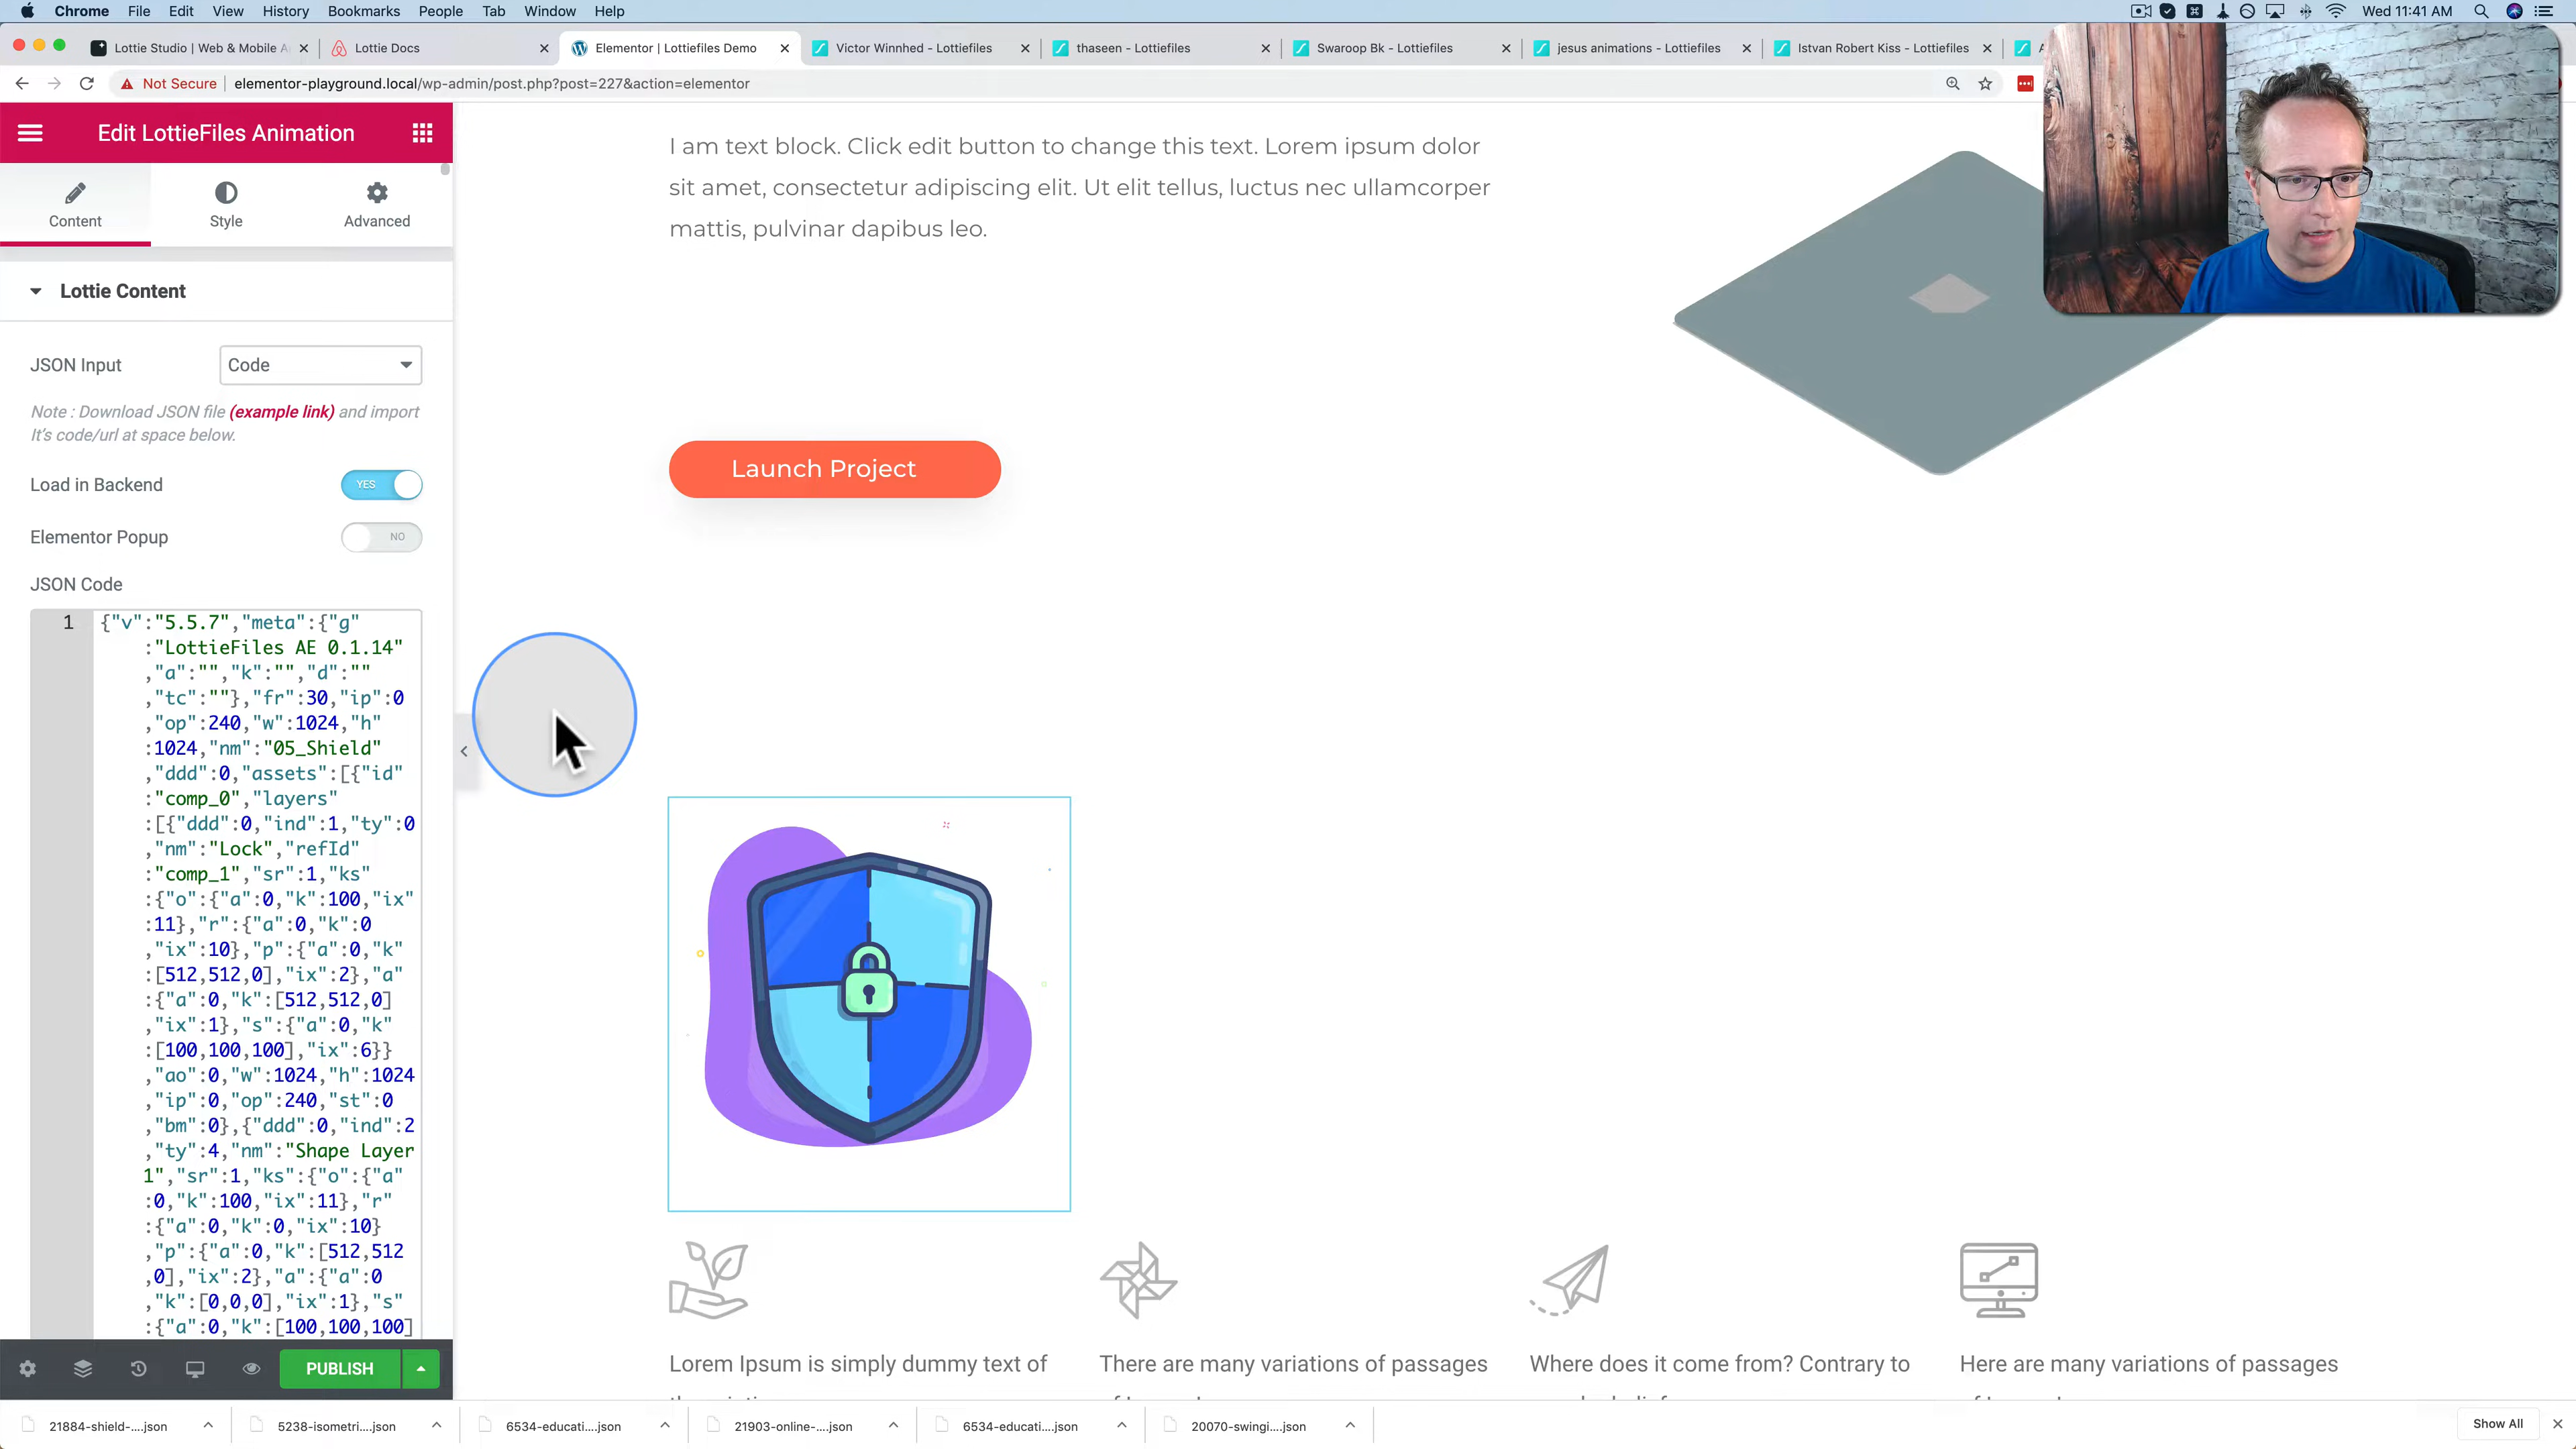 Chrome File Edit View History Bookmarks People Tab Window Help
Wed 11:41 AM
Lottie Studio | Web & Mobile A
Lottie Docs
Elementor | Lottiefiles Demo
Victor Winnhed - Lottiefiles
thaseen - Lottiefiles
Swaroop Bk - Lottiefiles
jesus animations - Lottiefiles
Istvan Robert Kiss - Lottiefiles
Not Secure
elementor-playground.local/wp-admin/post.php?post=227&action=elementor
Edit LottieFiles Animation
Content
Style
Advanced
Lottie Content
JSON Input
Code
Note : Download JSON file (example link) and import
It's code/url at space below.
Load in Backend
YES
Elementor Popup
NO
JSON Code
1
{"v":"5.5.7","meta":{"g"
:"LottieFiles AE 0.1.14"
,"a":"","k":"","d":""
,"tc":""},"fr":30,"ip":0
,"op":240,"w":1024,"h"
:1024,"nm":"05_Shield"
,"ddd":0,"assets":[{"id"
:"comp_0","layers"
:[{"ddd":0,"ind":1,"ty":0
,"nm":"Lock","refId"
:"comp_1","sr":1,"ks"
:{"o":{"a":0,"k":100,"ix"
:11},"r":{"a":0,"k":0
,"ix":10},"p":{"a":0,"k"
:[512,512,0],"ix":2},"a"
:{"a":0,"k":[512,512,0]
,"ix":1},"s":{"a":0,"k"
:[100,100,100],"ix":6}}
,"ao":0,"w":1024,"h":1024
,"ip":0,"op":240,"st":0
,"bm":0},{"ddd":0,"ind":2
,"ty":4,"nm":"Shape Layer
1","sr":1,"ks":{"o":{"a"
:0,"k":100,"ix":11},"r"
:{"a":0,"k":0,"ix":10}
,"p":{"a":0,"k":[512,512
,0],"ix":2},"a":{"a":0
,"k":[0,0,0],"ix":1},"s"
:{"a":0,"k":[100,100,100]
PUBLISH
I am text block. Click edit button to change this text. Lorem ipsum dolor
sit amet, consectetur adipiscing elit. Ut elit tellus, luctus nec ullamcorper
mattis, pulvinar dapibus leo.
Launch Project
Lorem Ipsum is simply dummy text of
There are many variations of passages
Where does it come from? Contrary to
Here are many variations of passages
21884-shield-....json
5238-isometri....json
6534-educati....json
21903-online-....json
6534-educati....json
20070-swingi....json
Show All